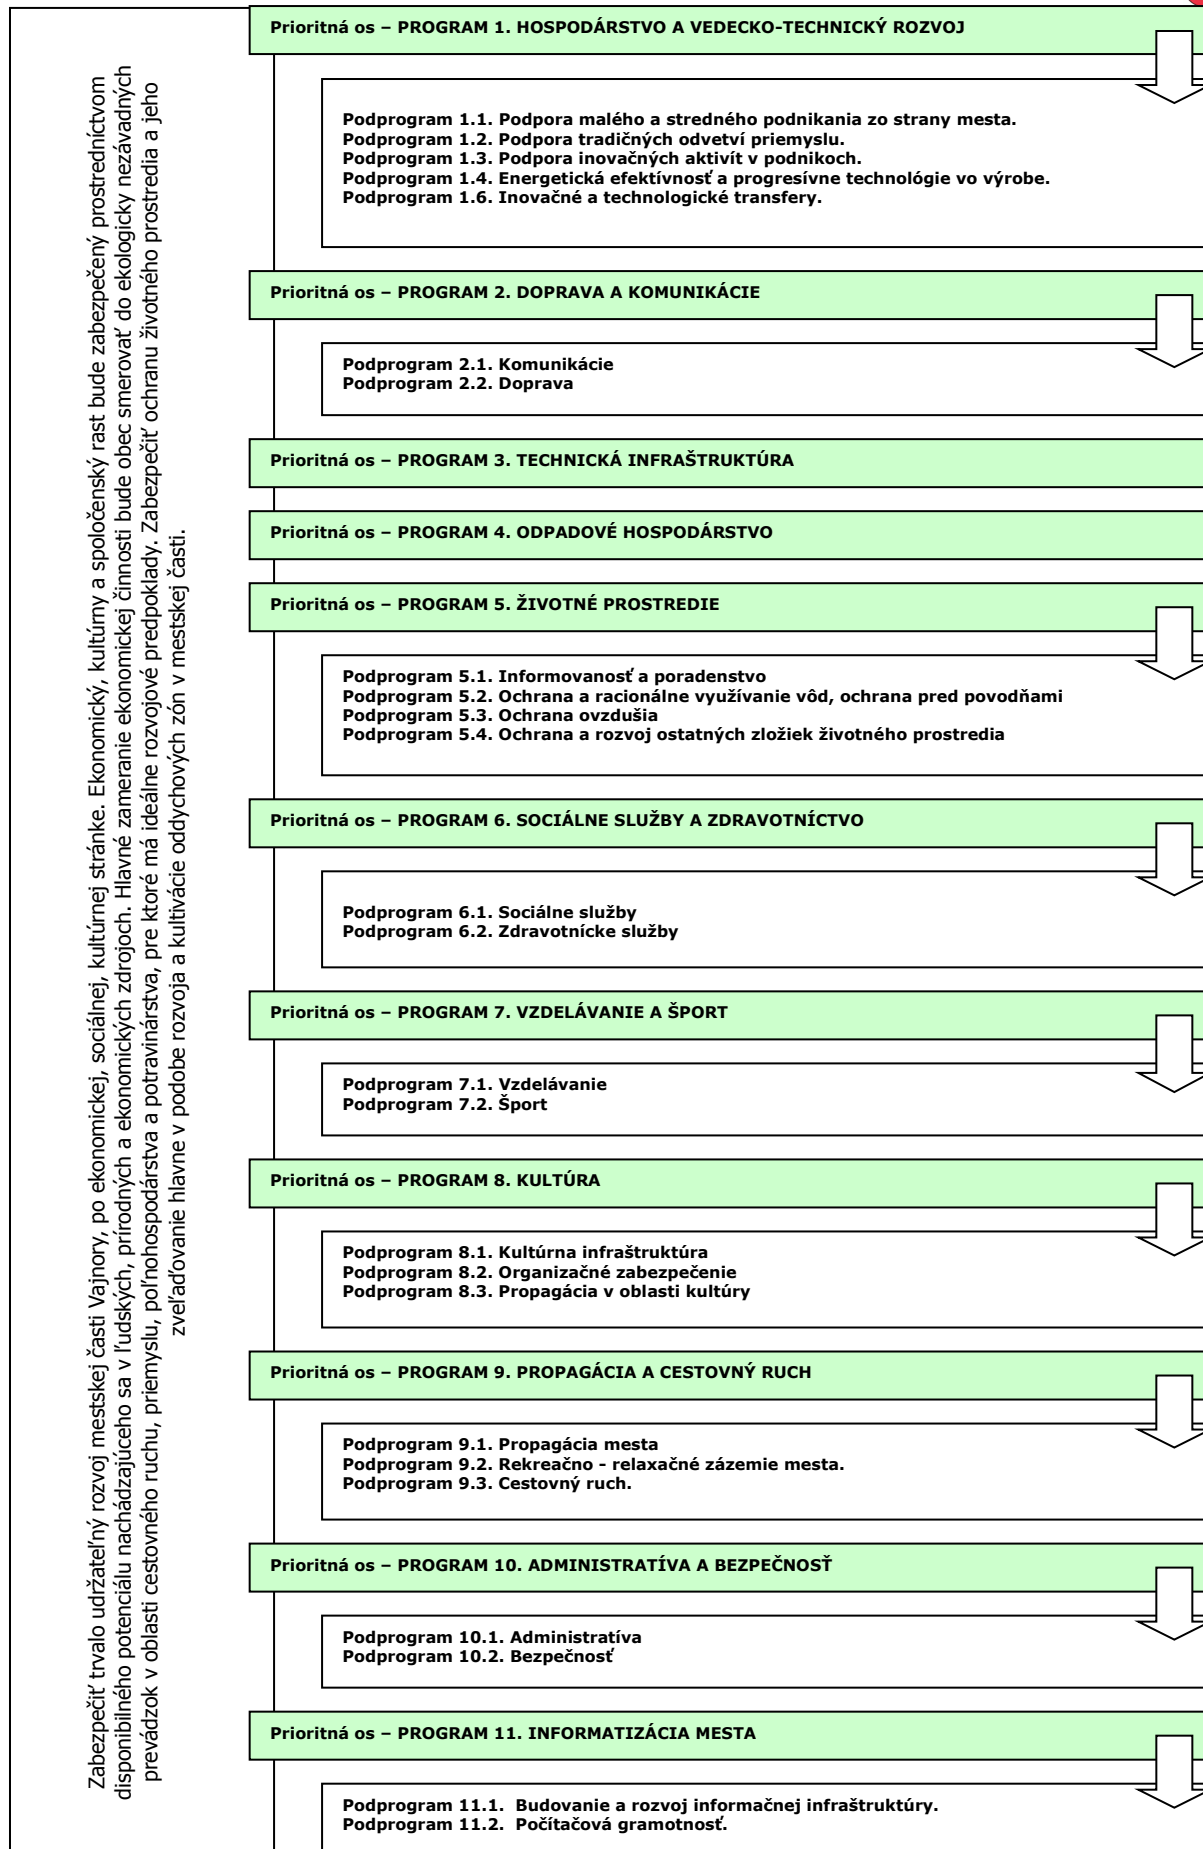 Zabezpečiť trvalo udržateľný rozvoj mestskej časti Vajnory, po ekonomickej, sociálnej, kultúrnej stránke. Ekonomický, kultúrny a spoločenský rast bude zabezpečený prostredníctvom
disponibilného potenciálu nachádzajúceho sa v ľudských, prírodných a ekonomických zdrojoch. Hlavné zameranie ekonomickej činnosti bude obec smerovať do ekologicky nezávadných
prevádzok v oblasti cestovného ruchu, priemyslu, poľnohospodárstva a potravinárstva, pre ktoré má ideálne rozvojové predpoklady. Zabezpečiť ochranu životného prostredia a jeho
zveľaďovanie hlavne v podobe rozvoja a kultivácie oddychových zón v mestskej časti.
Prioritná os – PROGRAM 1. HOSPODÁRSTVO A VEDECKO-TECHNICKÝ ROZVOJ
Podprogram 1.1. Podpora malého a stredného podnikania zo strany mesta.
Podprogram 1.2. Podpora tradičných odvetví priemyslu.
Podprogram 1.3. Podpora inovačných aktivít v podnikoch.
Podprogram 1.4. Energetická efektívnosť a progresívne technológie vo výrobe.
Podprogram 1.6. Inovačné a technologické transfery.
Prioritná os – PROGRAM 2. DOPRAVA A KOMUNIKÁCIE
Podprogram 2.1. Komunikácie
Podprogram 2.2. Doprava
Prioritná os – PROGRAM 3. TECHNICKÁ INFRAŠTRUKTÚRA
Prioritná os – PROGRAM 4. ODPADOVÉ HOSPODÁRSTVO
Prioritná os – PROGRAM 5. ŽIVOTNÉ PROSTREDIE
Podprogram 5.1. Informovanosť a poradenstvo
Podprogram 5.2. Ochrana a racionálne využívanie vôd, ochrana pred povodňami
Podprogram 5.3. Ochrana ovzdušia
Podprogram 5.4. Ochrana a rozvoj ostatných zložiek životného prostredia
Prioritná os – PROGRAM 6. SOCIÁLNE SLUŽBY A ZDRAVOTNÍCTVO
Podprogram 6.1. Sociálne služby
Podprogram 6.2. Zdravotnícke služby
Prioritná os – PROGRAM 7. VZDELÁVANIE A ŠPORT
Podprogram 7.1. Vzdelávanie
Podprogram 7.2. Šport
Prioritná os – PROGRAM 8. KULTÚRA
Podprogram 8.1. Kultúrna infraštruktúra
Podprogram 8.2. Organizačné zabezpečenie
Podprogram 8.3. Propagácia v oblasti kultúry
Prioritná os – PROGRAM 9. PROPAGÁCIA A CESTOVNÝ RUCH
Podprogram 9.1. Propagácia mesta
Podprogram 9.2. Rekreačno - relaxačné zázemie mesta.
Podprogram 9.3. Cestovný ruch.
Prioritná os – PROGRAM 10. ADMINISTRATÍVA A BEZPEČNOSŤ
Podprogram 10.1. Administratíva
Podprogram 10.2. Bezpečnosť
Prioritná os – PROGRAM 11. INFORMATIZÁCIA MESTA
Podprogram 11.1. Budovanie a rozvoj informačnej infraštruktúry.
Podprogram 11.2. Počítačová gramotnosť.